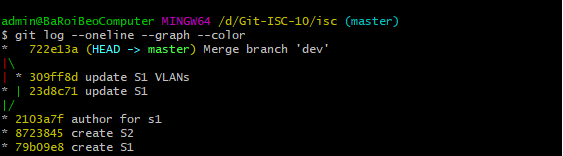 admin@BaRoiBeoComputer MINGW64 /d/Git-ISC-10/isc (master)
$ git log --oneline --graph --color
*   722e13a (HEAD -> master) Merge branch 'dev'
|\
| * 309ff8d update S1 VLANs
* | 23d8c71 update S1
|/
* 2103a7f author for s1
* 8723845 create S2
* 79b09e8 create S1